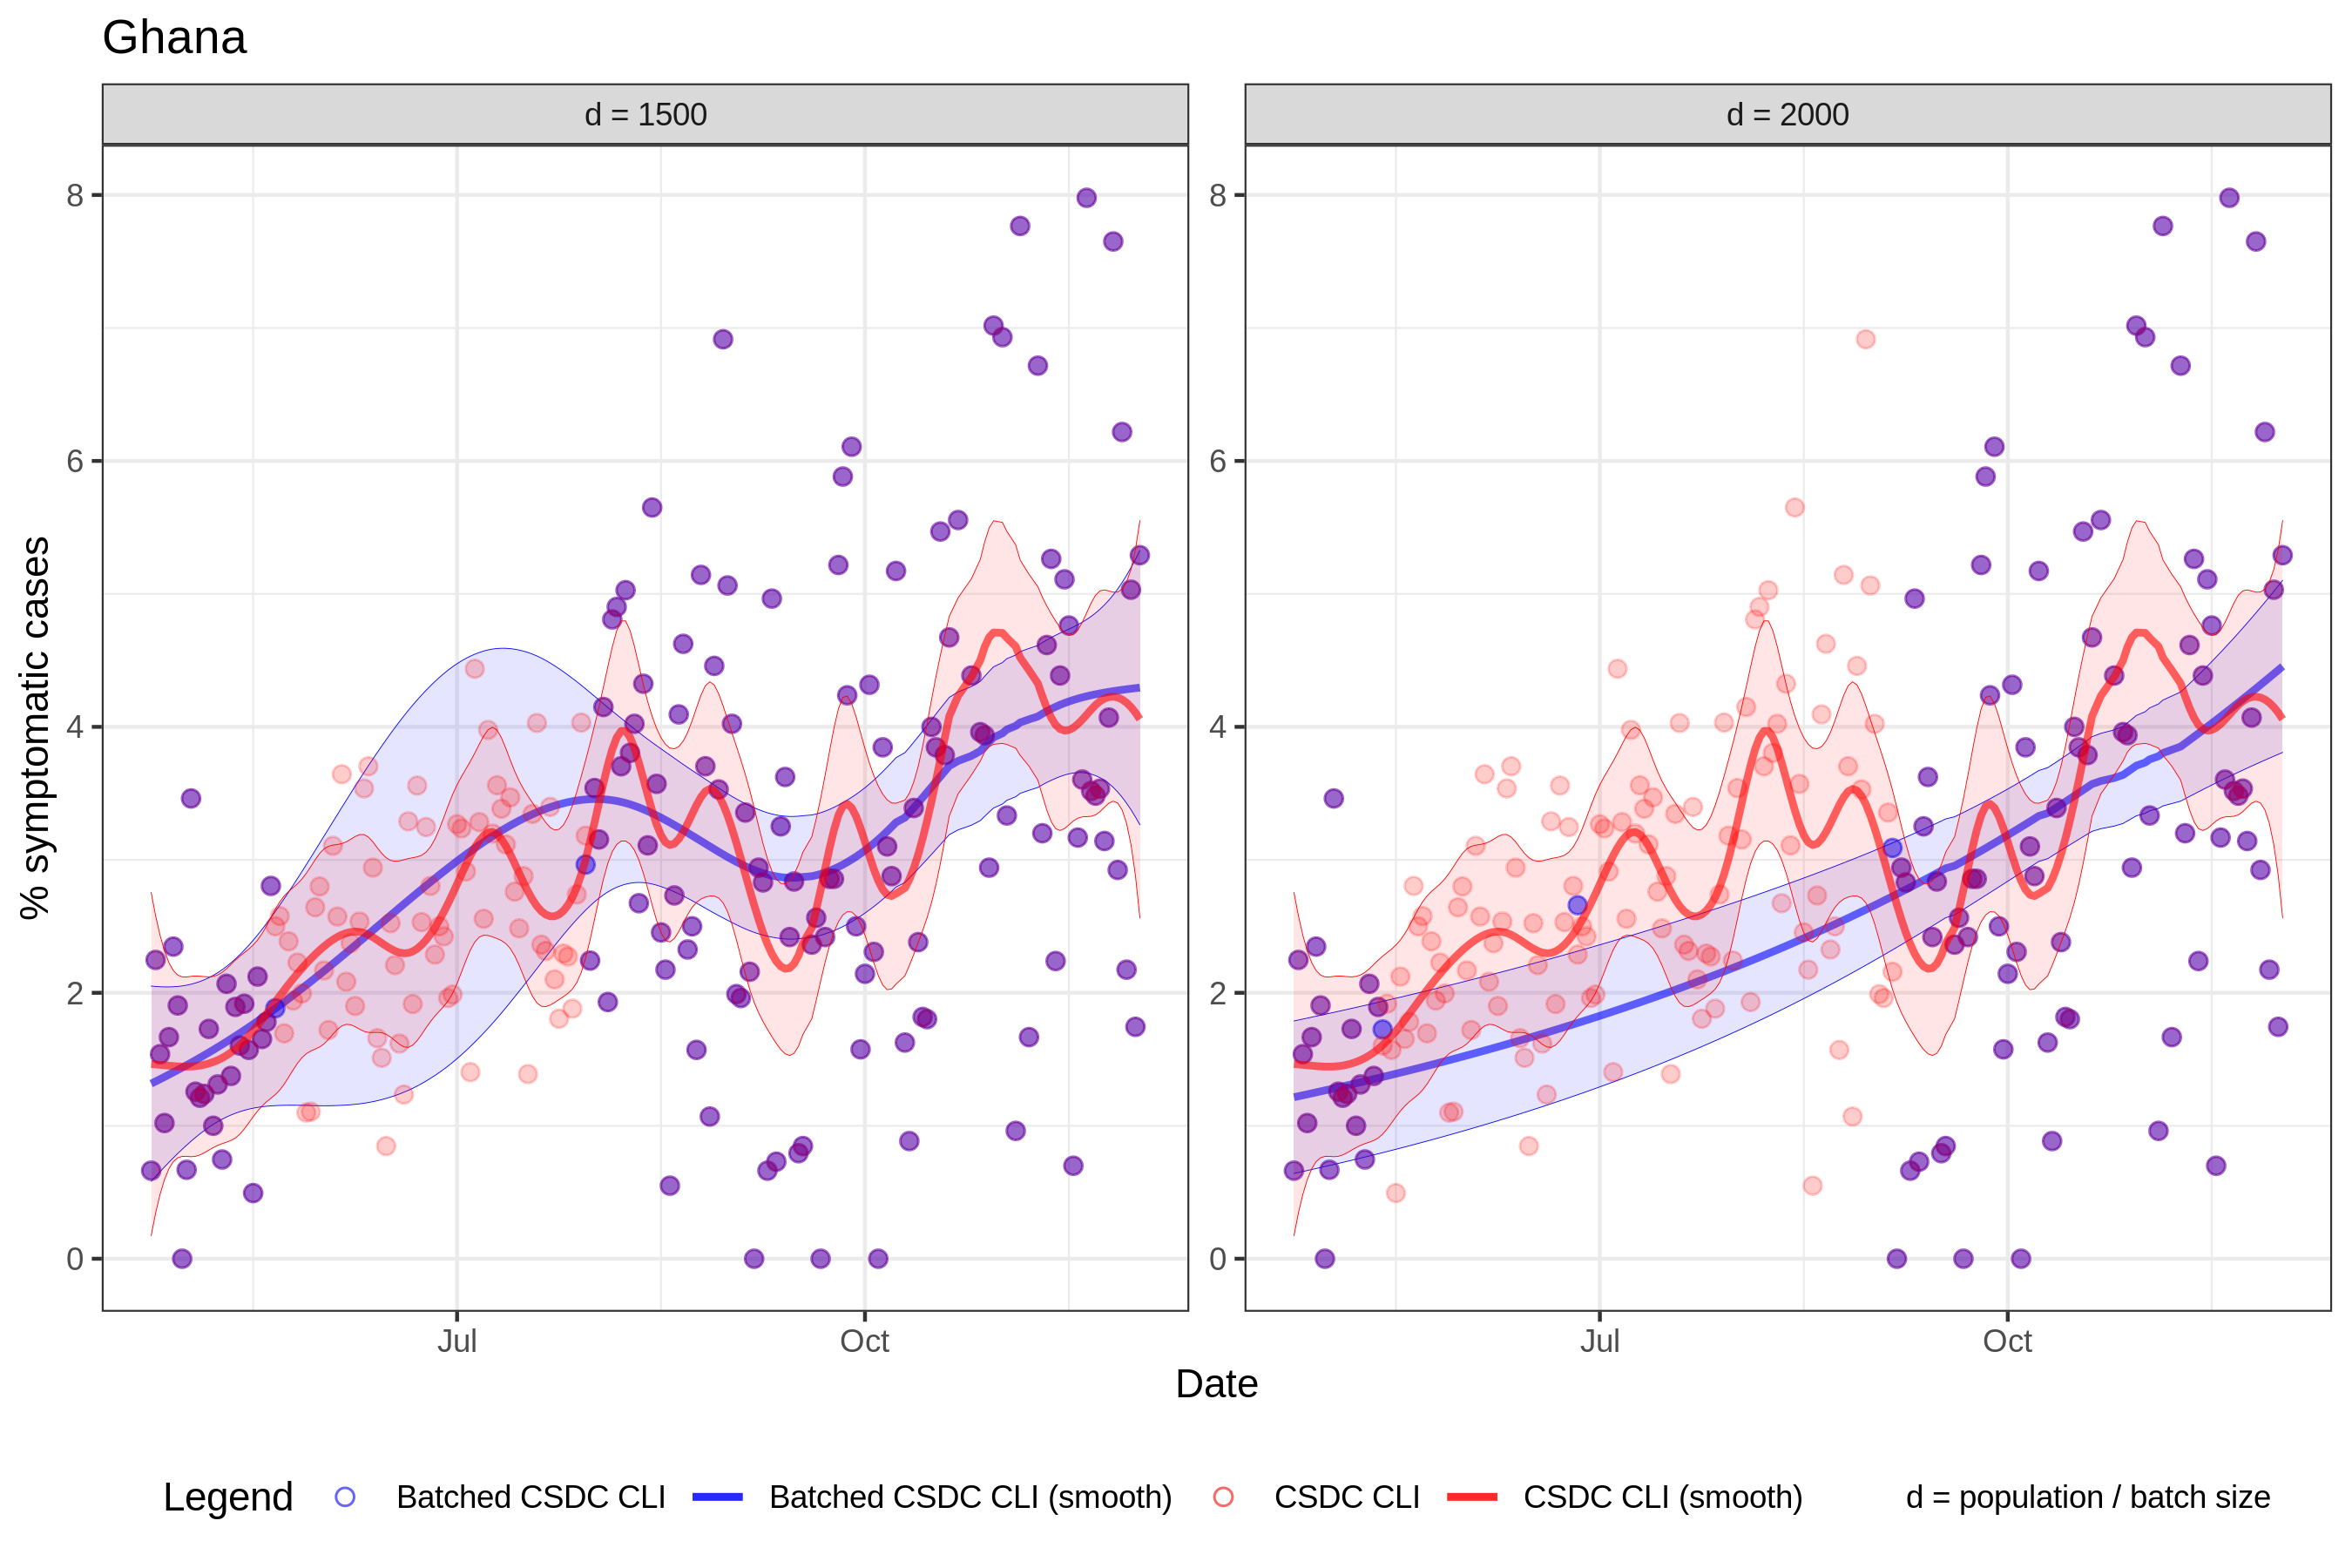 Ghana
d = 1500
d = 2000
% symptomatic cases
8
6
4
2
0
8
6
4
2
0
Jul
Oct
Jul
Oct
Date
Legend
Batched CSDC CLI
Batched CSDC CLI (smooth)
CSDC CLI
CSDC CLI (smooth)
d = population / batch size